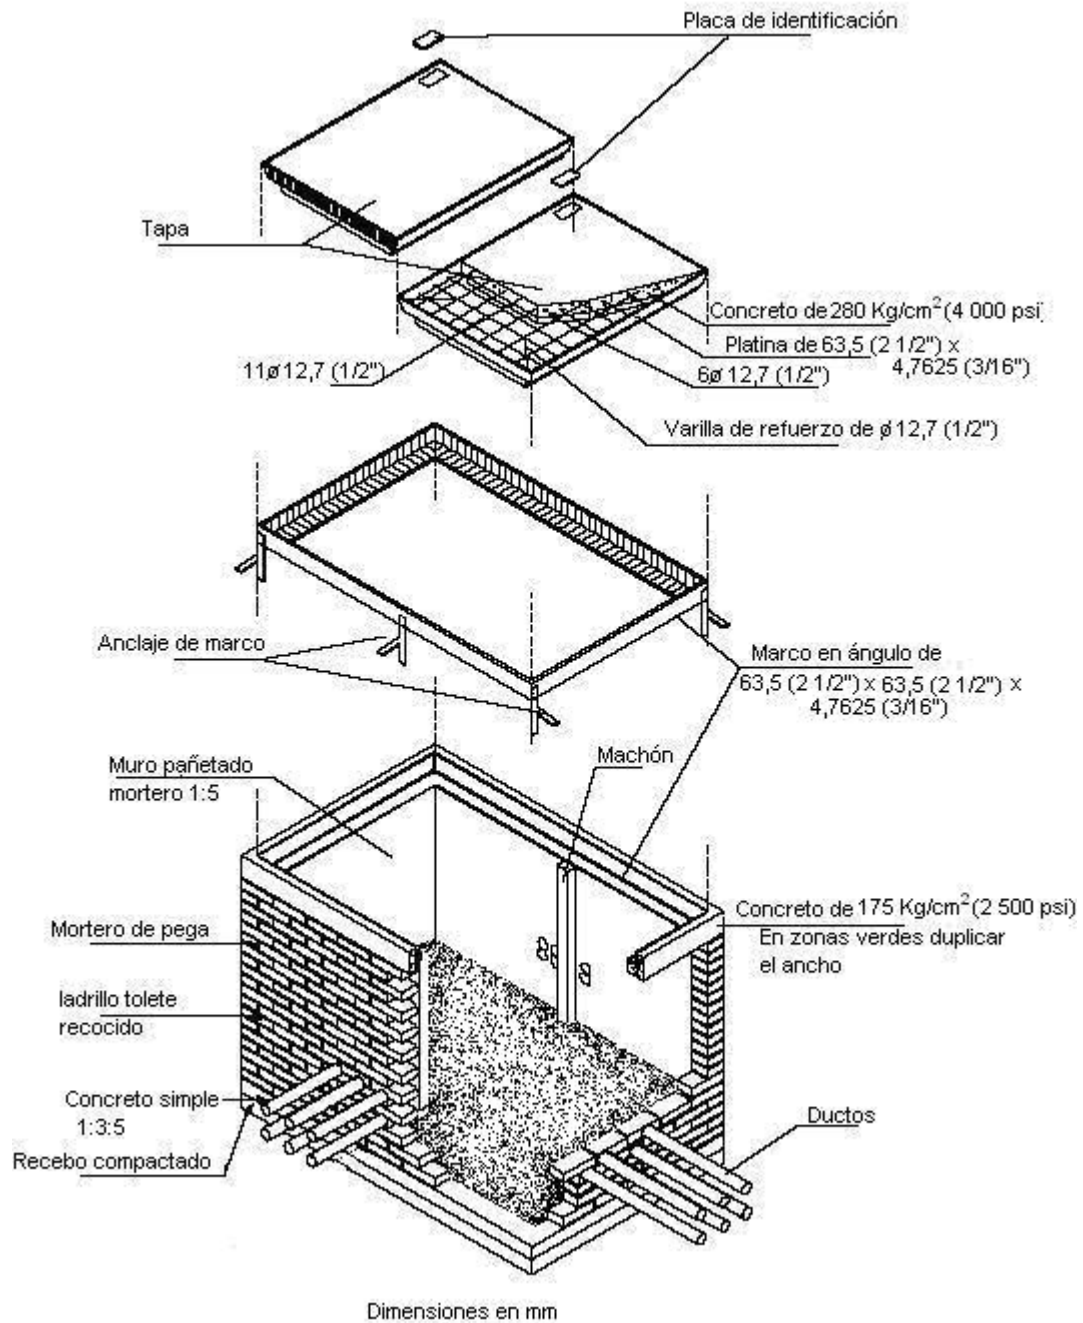 Placa de identificación
Tapa
Concreto de 280 Kg/cm² (4 000 psi)
Platina de 63,5 (2 1/2") x
4,7625 (3/16")
11ø 12,7 (1/2")
6ø 12,7 (1/2")
Varilla de refuerzo de ø 12,7 (1/2")
Anclaje de marco
Marco en ángulo de
63,5 (2 1/2") x 63,5 (2 1/2") x
4,7625 (3/16")
Machón
Muro pañetado
mortero 1:5
Concreto de 175 Kg/cm² (2 500 psi)
En zonas verdes duplicar
el ancho
Mortero de pega
ladrillo tolete
recocido
Concreto simple
1:3:5
Ductos
Recebo compactado
Dimensiones en mm